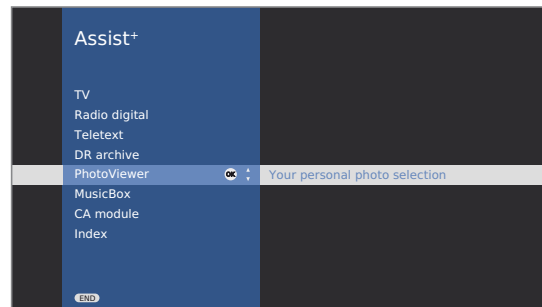 Assist+
TV
Radio digital
Teletext
DR archive
PhotoViewer OK Your personal photo selection
MusicBox
CA module
Index
END